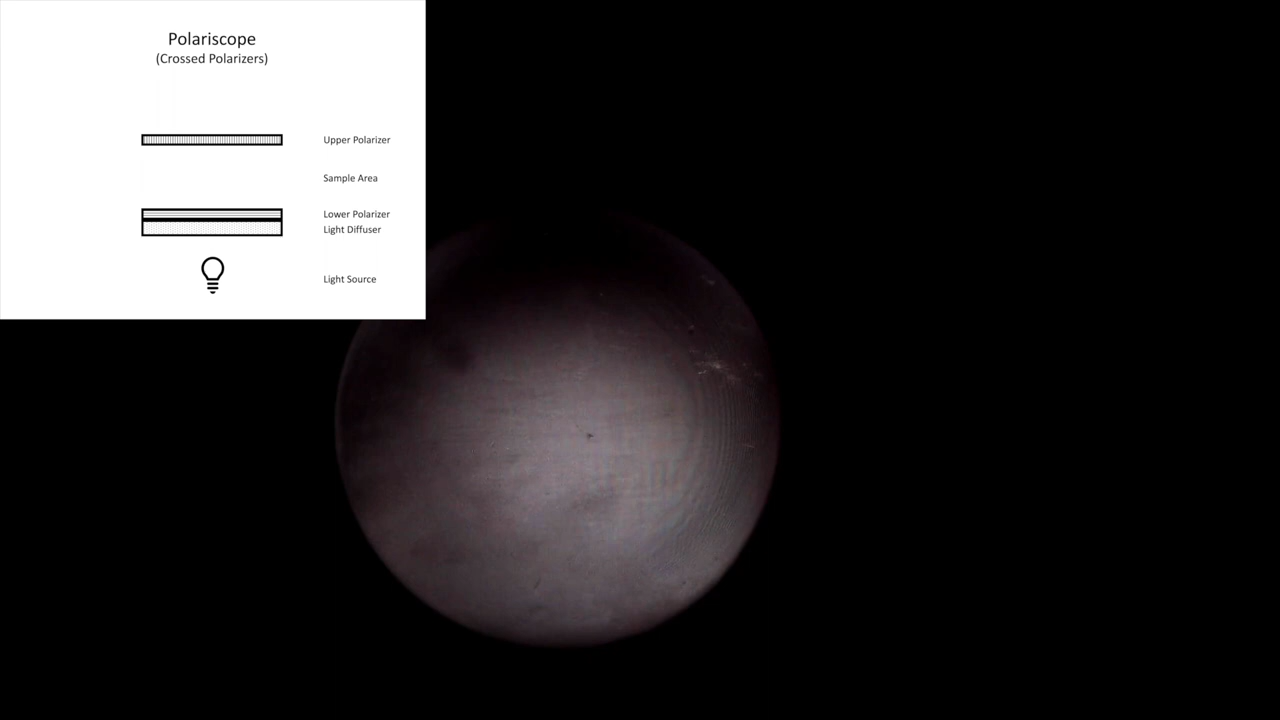 Polariscope
(Crossed Polarizers)
Upper Polarizer
Sample Area
Lower Polarizer
Light Diffuser
Light Source